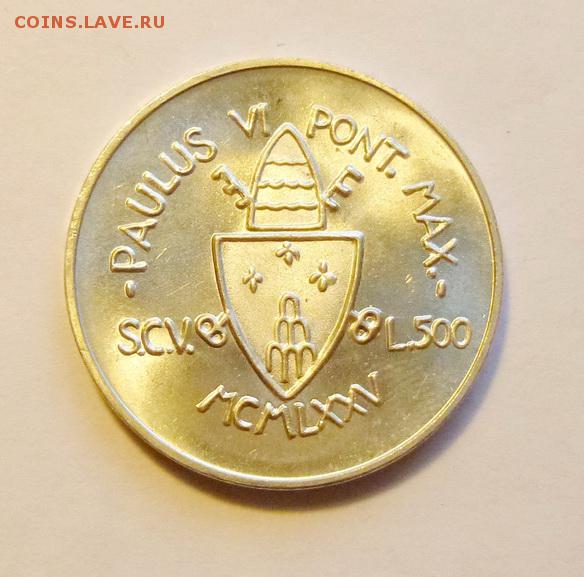 COINS.LAVE.RU
- PAULUS VI PONT. MAX. -
S.C.V. L.500
MCMLXXV